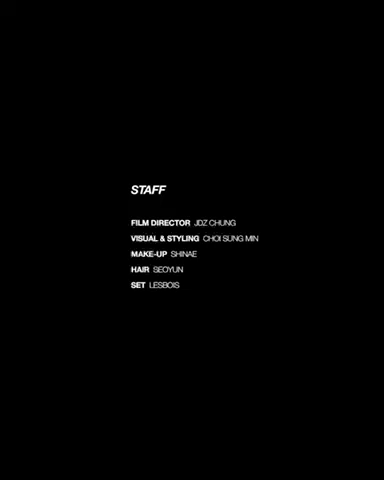 STAFF
FILM DIRECTOR JDZ CHUNG
VISUAL & STYLING CHOI SUNG MIN
MAKE-UP SHINAE
HAIR SEOYUN
SET LESBOIS